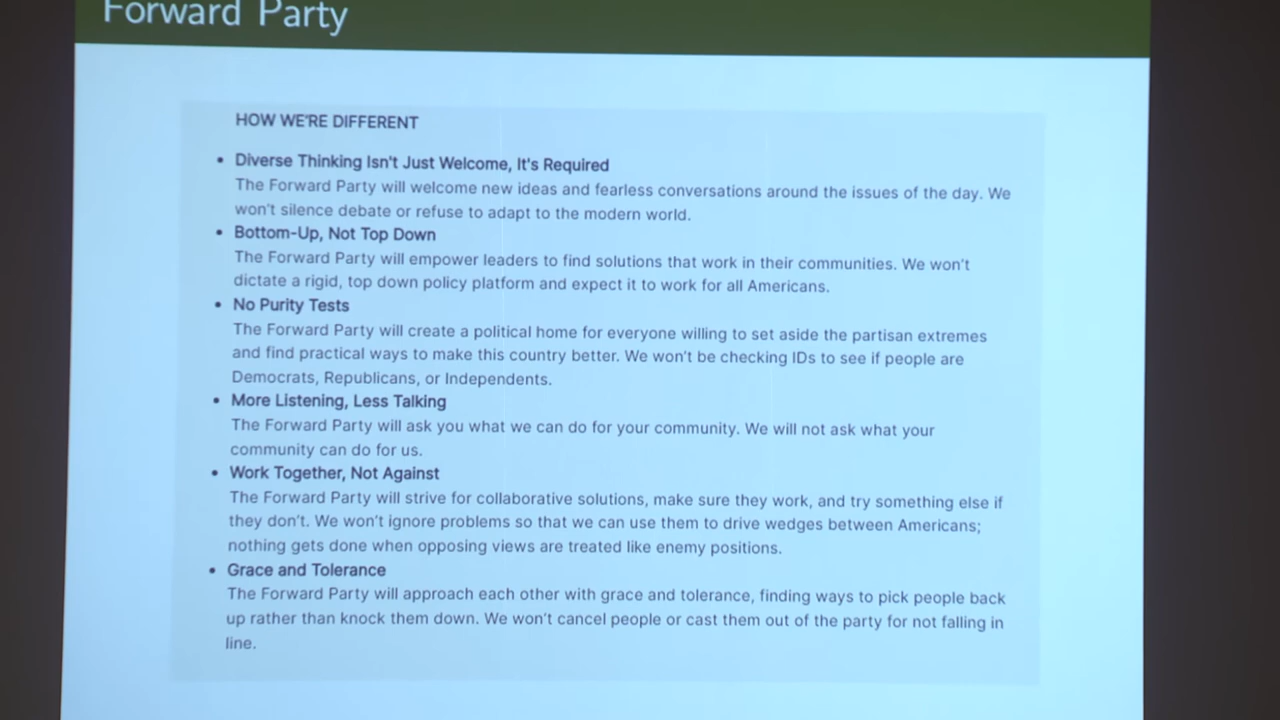 Forward Party
HOW WE'RE DIFFERENT
• Diverse Thinking Isn't Just Welcome, It's Required
The Forward Party will welcome new ideas and fearless conversations around the issues of the day. We
won't silence debate or refuse to adapt to the modern world.
• Bottom-Up, Not Top Down
The Forward Party will empower leaders to find solutions that work in their communities. We won't
dictate a rigid, top down policy platform and expect it to work for all Americans.
• No Purity Tests
The Forward Party will create a political home for everyone willing to set aside the partisan extremes
and find practical ways to make this country better. We won't be checking IDs to see if people are
Democrats, Republicans, or Independents.
• More Listening, Less Talking
The Forward Party will ask you what we can do for your community. We will not ask what your
community can do for us.
• Work Together, Not Against
The Forward Party will strive for collaborative solutions, make sure they work, and try something else if
they don't. We won't ignore problems so that we can use them to drive wedges between Americans;
nothing gets done when opposing views are treated like enemy positions.
• Grace and Tolerance
The Forward Party will approach each other with grace and tolerance, finding ways to pick people back
up rather than knock them down. We won't cancel people or cast them out of the party for not falling in
line.